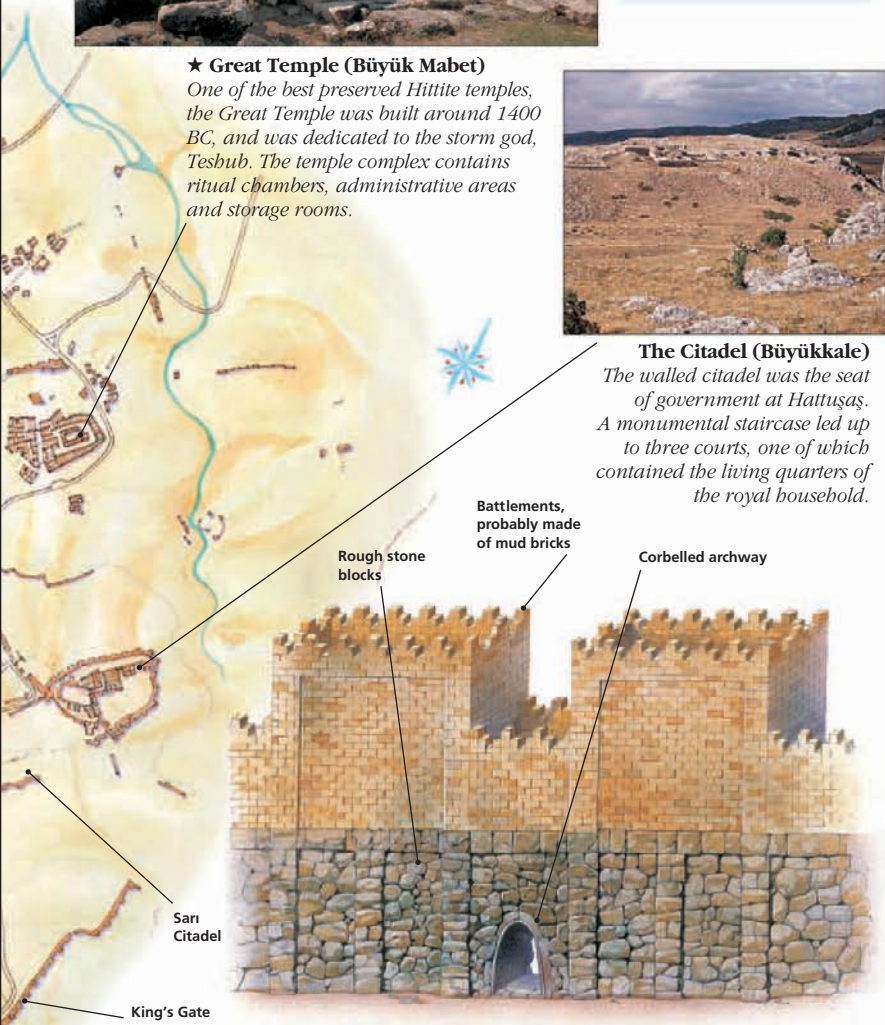 ★ Great Temple (Büyük Mabet)
One of the best preserved Hittite temples,
the Great Temple was built around 1400
BC, and was dedicated to the storm god,
Teshub. The temple complex contains
ritual chambers, administrative areas
and storage rooms.
The Citadel (Büyükkale)
The walled citadel was the seat
of government at Hattuşaş.
A monumental staircase led up
to three courts, one of which
contained the living quarters of
the royal household.
Battlements,
probably made
of mud bricks
Rough stone
blocks
Corbelled archway
Sarı
Citadel
King's Gate